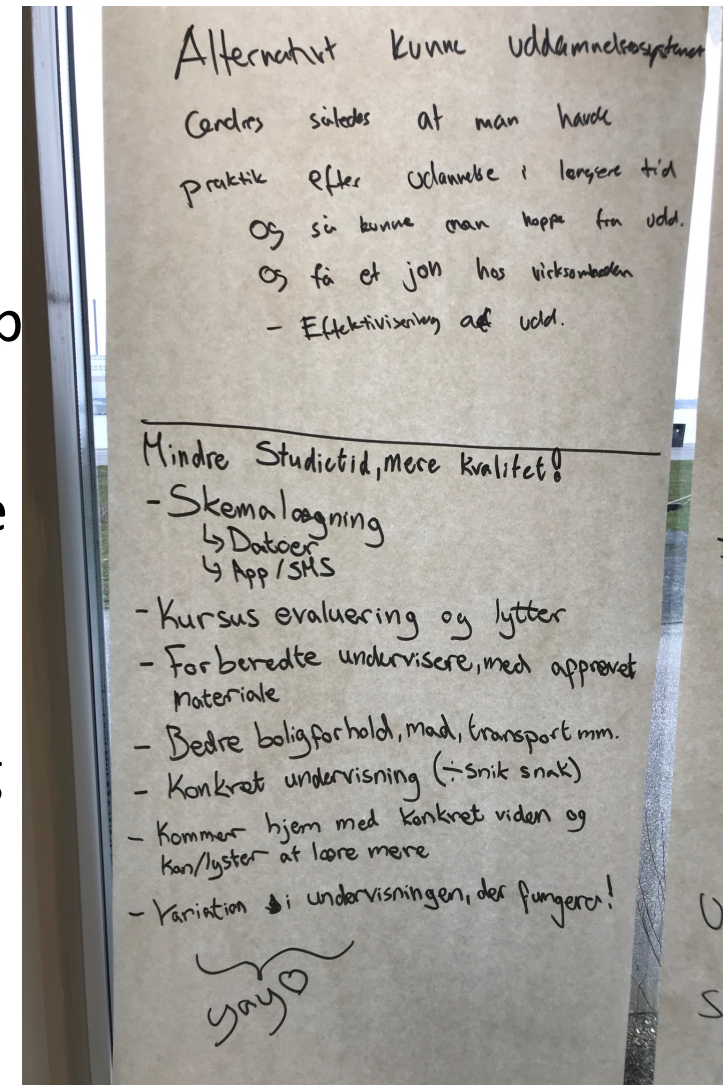 Alternativt kunne uddannelsessystemet
Ændres således at man havde
praktik efter udannelse i længere tid
og så kunne man hoppe fra udd.
og få et job hos virksomheden
- Effektivisering af udd.
Mindre Studietid, mere kvalitet!
- Skemalægning
↳ Datoer
↳ App/SMS
- Kursus evaluering og lytter
- Forberedte undervisere, med apprøvet
materiale
- Bedre boligforhold, mad, transport mm.
- Konkret undervisning (÷ snik snak)
- Kommer hjem med konkret viden og
kan/lyster at lære mere
- Variation i undervisningen, der fungerer!
yay♡